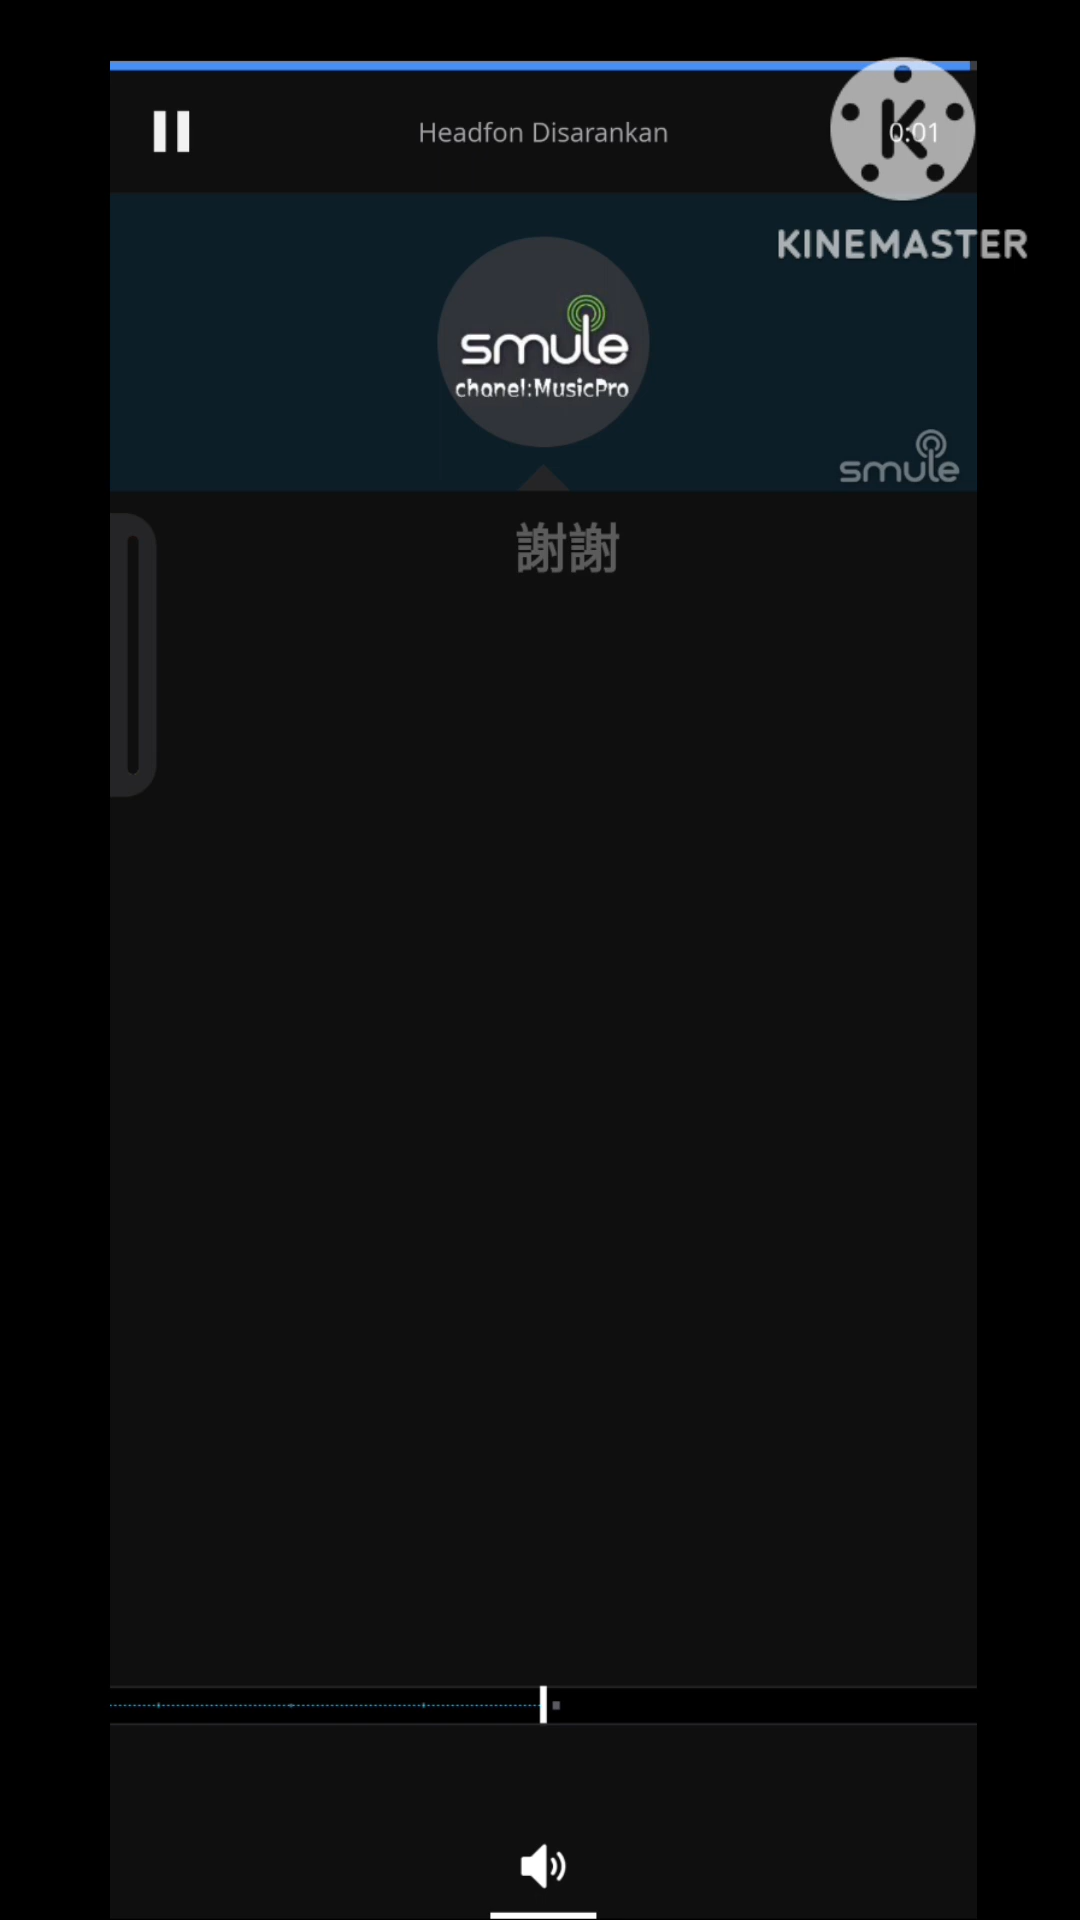 Headfon Disarankan
0:01
KINEMASTER
smule
chanel:MusicPro
smule
謝謝